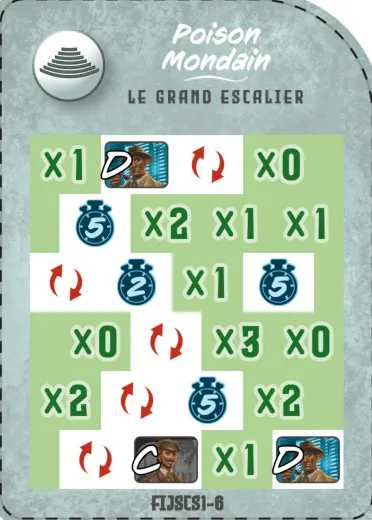 Poison
Mondain
LE GRAND ESCALIER
X1 D X0
5 X2 X1 X1
2 X1 5
X0 X3 X0
X2 5 X2
C X1 D
FIJSCS1-6